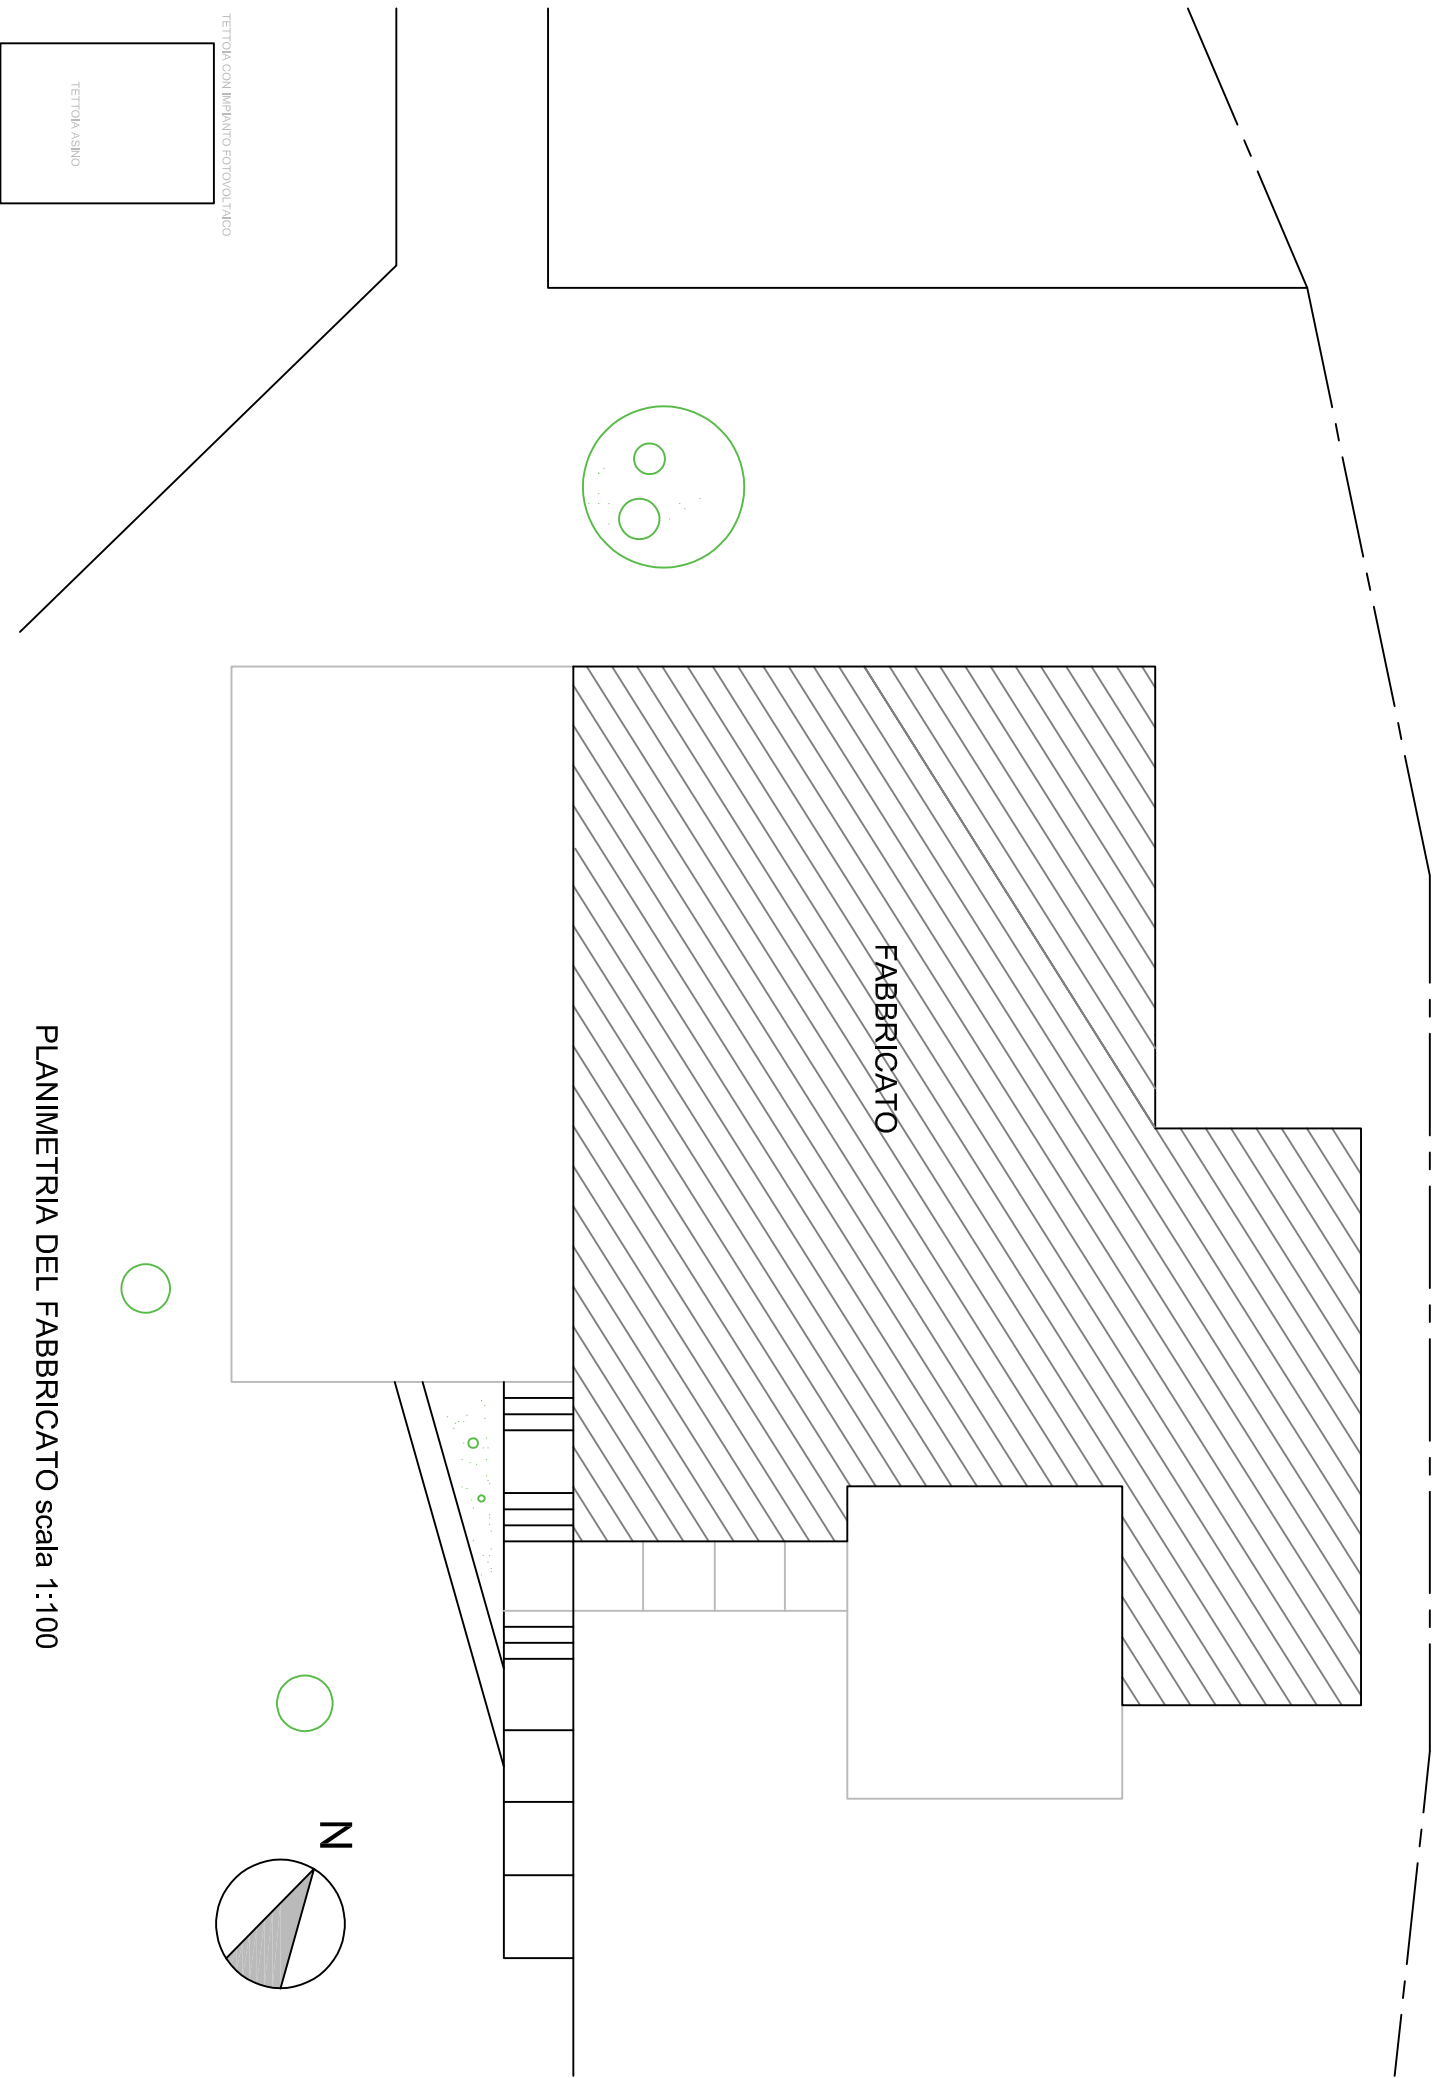 TETTOIA CON IMPIANTO FOTOVOLTAICO
TETTOIA ASINO
FABBRICATO
PLANIMETRIA DEL FABBRICATO scala 1:100
N